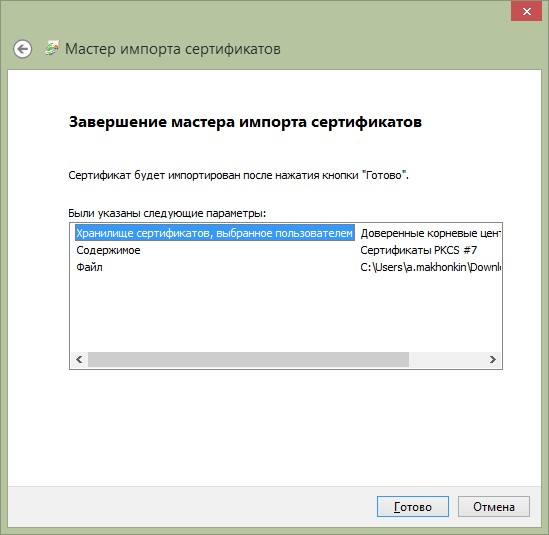 Мастер импорта сертификатов
Завершение мастера импорта сертификатов
Сертификат будет импортирован после нажатия кнопки "Готово".
Были указаны следующие параметры:
Хранилище сертификатов, выбранное пользователем Доверенные корневые цент
Содержимое Сертификаты PKCS #7
Файл C:\Users\a.makhonkin\Downl
Готово Отмена